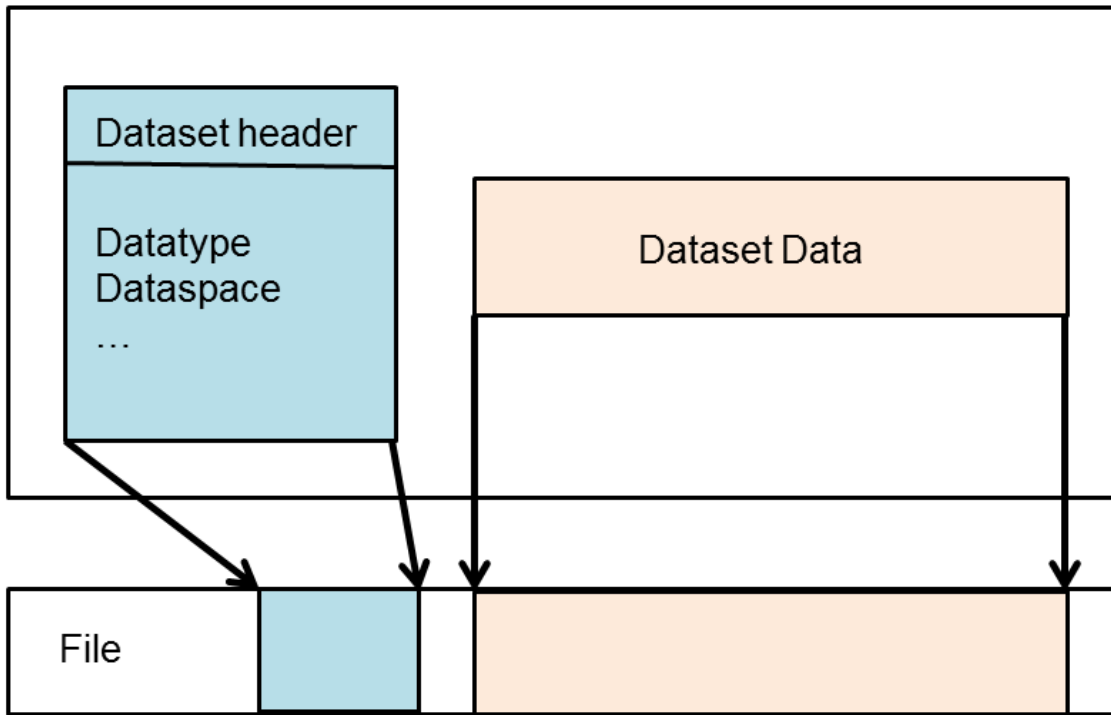 Dataset header
Datatype
Dataspace
…
Dataset Data
File